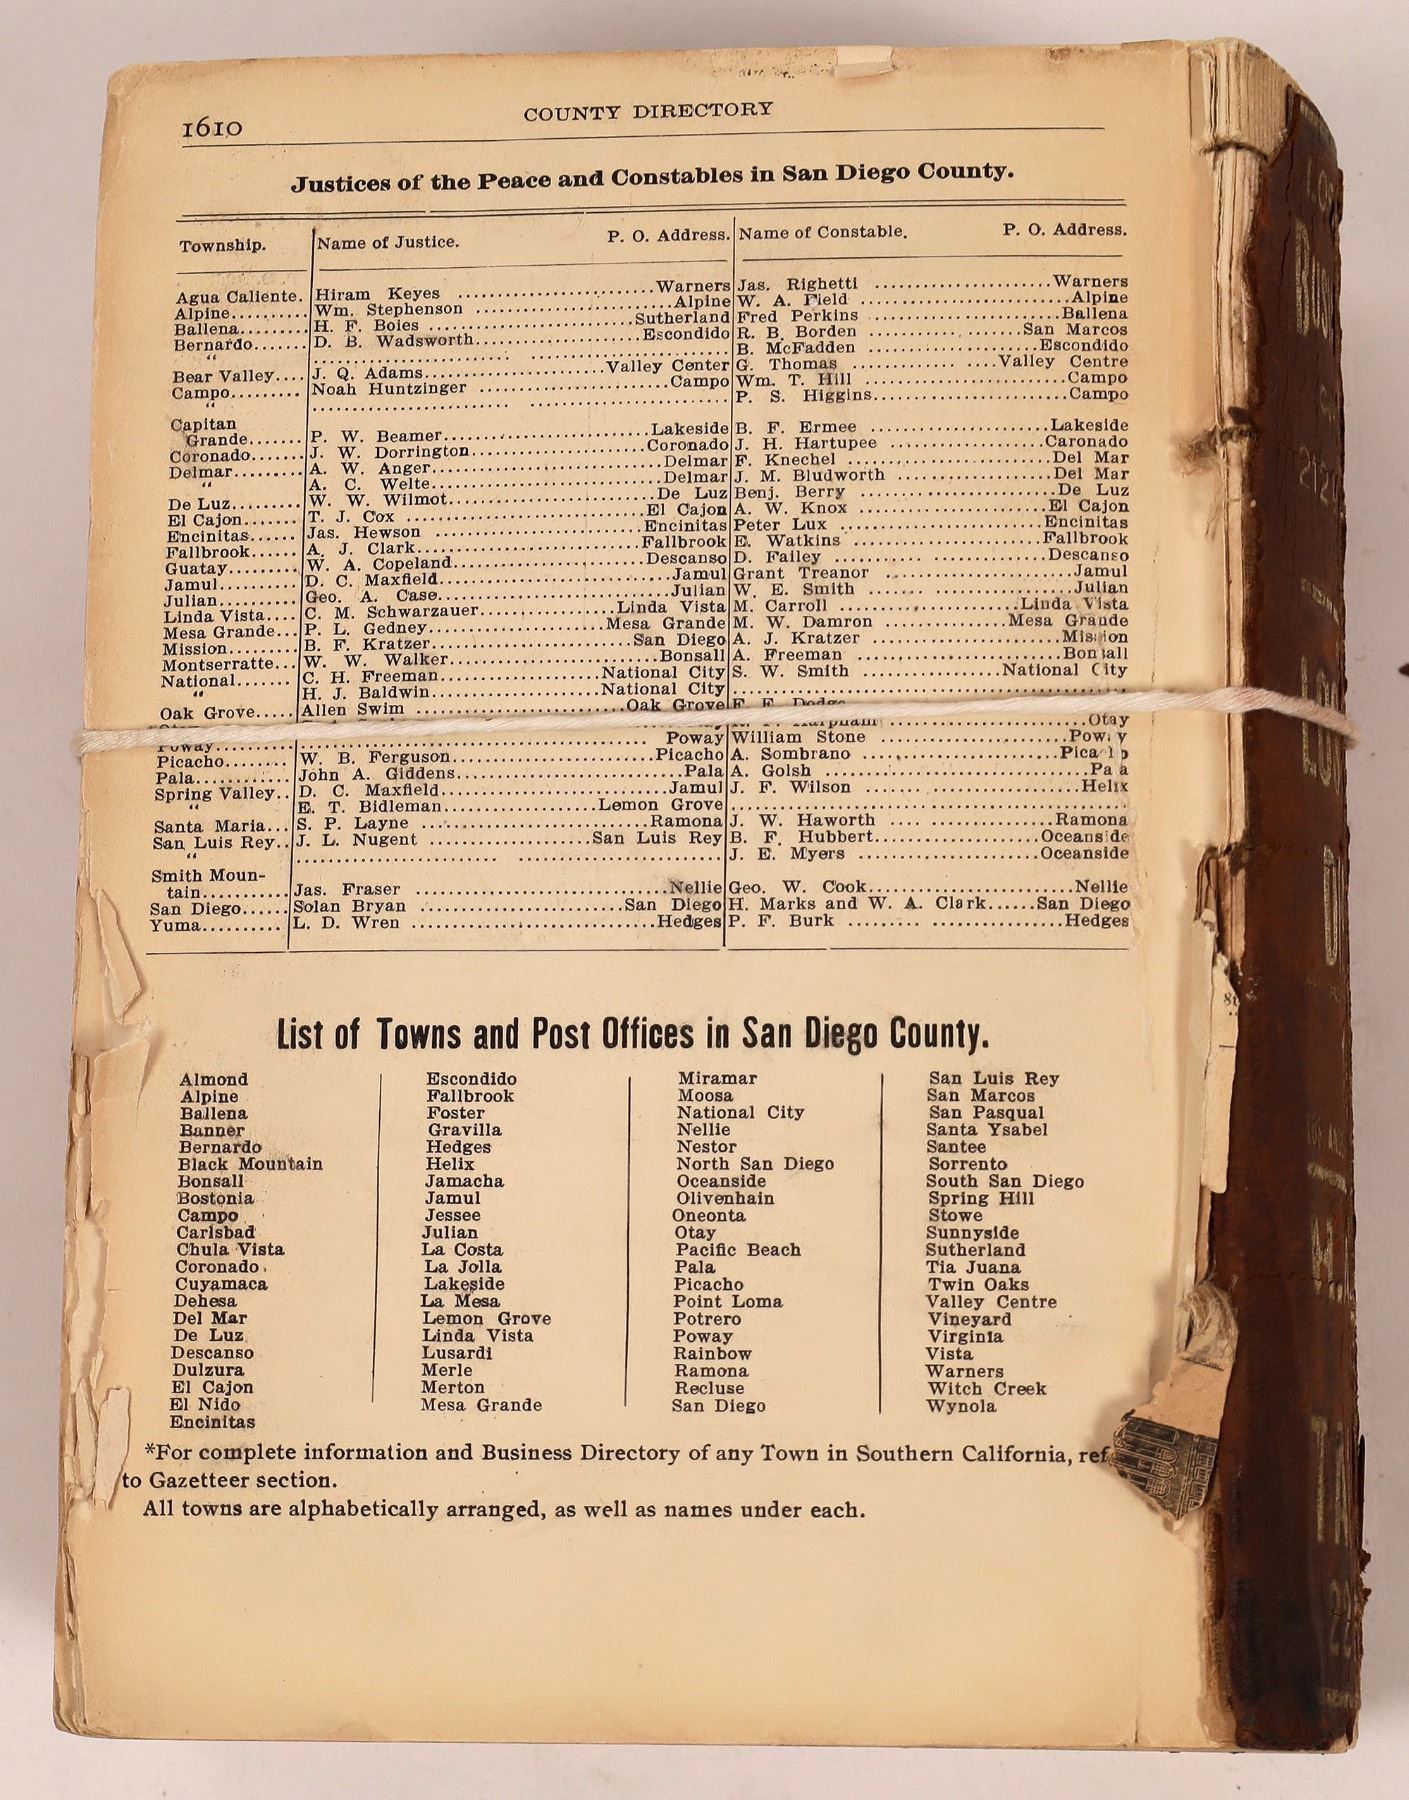 1610
COUNTY DIRECTORY
Justices of the Peace and Constables in San Diego County.
Township. Name of Justice. P. O. Address. Name of Constable. P. O. Address.
Agua Caliente. Hiram Keyes ........ Warners Jas. Righetti ........ Warners
Alpine.......... Wm. Stephenson ........ Alpine W. A. Field ........ Alpine
Ballena......... H. F. Boies ........ Sutherland Fred Perkins ........ Ballena
Bernardo....... D. B. Wadsworth........ Escondido R. B. Borden ........ San Marcos
" ........ B. McFadden ........ Escondido
Bear Valley.... J. Q. Adams........ Valley Center G. Thomas ........ Valley Centre
Campo......... Noah Huntzinger ........ Campo Wm. T. Hill ........ Campo
" ........ P. S. Higgins........ Campo
Capitan
Grande....... P. W. Beamer........ Lakeside B. F. Ermee ........ Lakeside
Coronado....... J. W. Dorrington........ Coronado J. H. Hartupee ........ Caronado
Delmar......... A. W. Anger........ Delmar F. Knechel ........ Del Mar
" A. C. Welte........ Delmar J. M. Bludworth ........ Del Mar
De Luz......... W. W. Wilmot........ De Luz Benj. Berry ........ De Luz
El Cajon....... T. J. Cox ........ El Cajon A. W. Knox ........ El Cajon
Encinitas...... Jas. Hewson ........ Encinitas Peter Lux ........ Encinitas
Fallbrook...... A. J. Clark........ Fallbrook E. Watkins ........ Fallbrook
Guatay......... W. A. Copeland........ Descanso D. Failey ........ Descanso
Jamul.......... D. C. Maxfield........ Jamul Grant Treanor ........ Jamul
Julian.......... Geo. A. Case........ Julian W. E. Smith ........ Julian
Linda Vista.... C. M. Schwarzauer........ Linda Vista M. Carroll ........ Linda Vista
Mesa Grande... P. L. Gedney........ Mesa Grande M. W. Damron ........ Mesa Grande
Mission......... B. F. Kratzer........ San Diego A. J. Kratzer ........ Mission
Montserratte... W. W. Walker........ Bonsall A. Freeman ........ Bonsall
National....... C. H. Freeman........ National City S. W. Smith ........ National City
" H. J. Baldwin........ National City ........
Oak Grove..... Allen Swim ........ Oak Grove F. F. Dodge
Otay
Poway......... ........ Poway William Stone ........ Poway
Picacho........ W. B. Ferguson........ Picacho A. Sombrano ........ Picacho
Pala............ John A. Giddens........ Pala A. Golsh ........ Pala
Spring Valley.. D. C. Maxfield........ Jamul J. F. Wilson ........ Helix
" E. T. Bidleman........ Lemon Grove ........
Santa Maria... S. P. Layne ........ Ramona J. W. Haworth ........ Ramona
San Luis Rey.. J. L. Nugent ........ San Luis Rey B. F. Hubbert........ Oceanside
" ........ J. E. Myers ........ Oceanside
Smith Moun-
tain.......... Jas. Fraser ........ Nellie Geo. W. Cook........ Nellie
San Diego...... Solan Bryan ........ San Diego H. Marks and W. A. Clark...... San Diego
Yuma.......... L. D. Wren ........ Hedges P. F. Burk ........ Hedges
List of Towns and Post Offices in San Diego County.
Almond
Alpine
Ballena
Banner
Bernardo
Black Mountain
Bonsall
Bostonia
Campo
Carlsbad
Chula Vista
Coronado
Cuyamaca
Dehesa
Del Mar
De Luz
Descanso
Dulzura
El Cajon
El Nido
Encinitas
Escondido
Fallbrook
Foster
Gravilla
Hedges
Helix
Jamacha
Jamul
Jessee
Julian
La Costa
La Jolla
Lakeside
La Mesa
Lemon Grove
Linda Vista
Lusardi
Merle
Merton
Mesa Grande
Miramar
Moosa
National City
Nellie
Nestor
North San Diego
Oceanside
Olivenhain
Oneonta
Otay
Pacific Beach
Pala
Picacho
Point Loma
Potrero
Poway
Rainbow
Ramona
Recluse
San Diego
San Luis Rey
San Marcos
San Pasqual
Santa Ysabel
Santee
Sorrento
South San Diego
Spring Hill
Stowe
Sunnyside
Sutherland
Tia Juana
Twin Oaks
Valley Centre
Vineyard
Virginia
Vista
Warners
Witch Creek
Wynola
*For complete information and Business Directory of any Town in Southern California, ref
to Gazetteer section.
All towns are alphabetically arranged, as well as names under each.